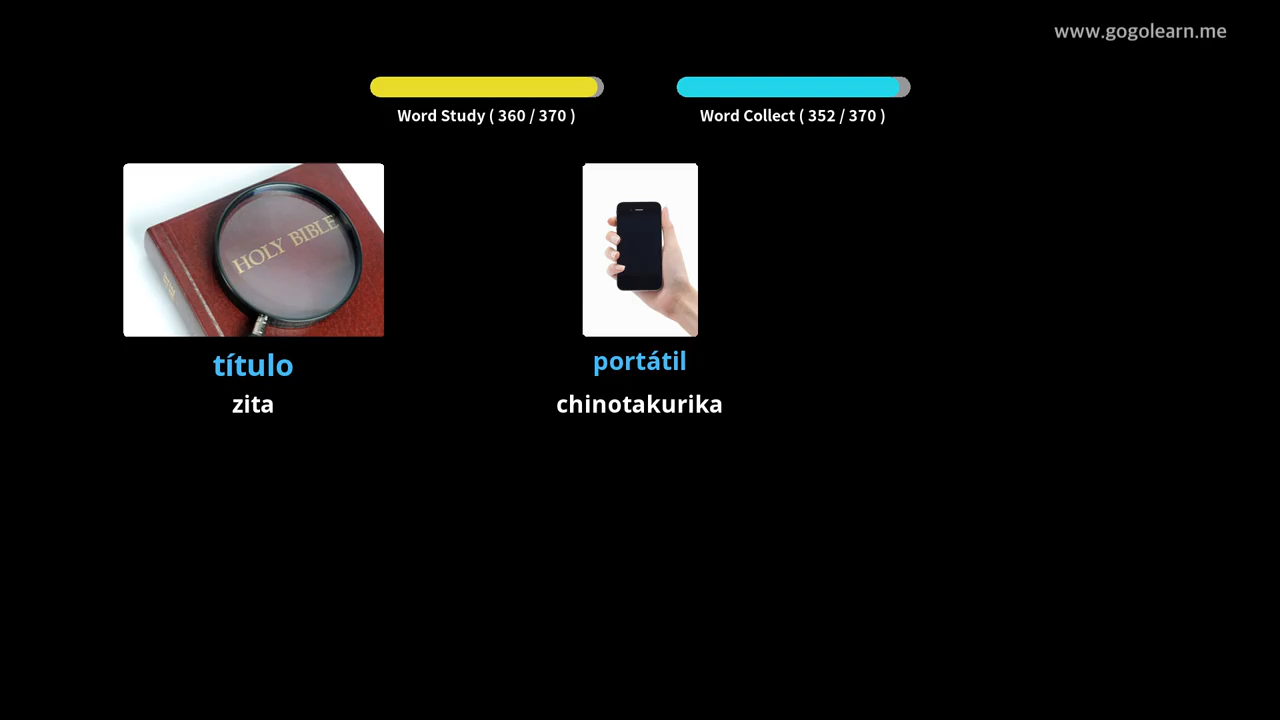 www.gogolearn.me
Word Study ( 360 / 370 )
Word Collect ( 352 / 370 )
HOLY BIBLE
título
portátil
zita
chinotakurika